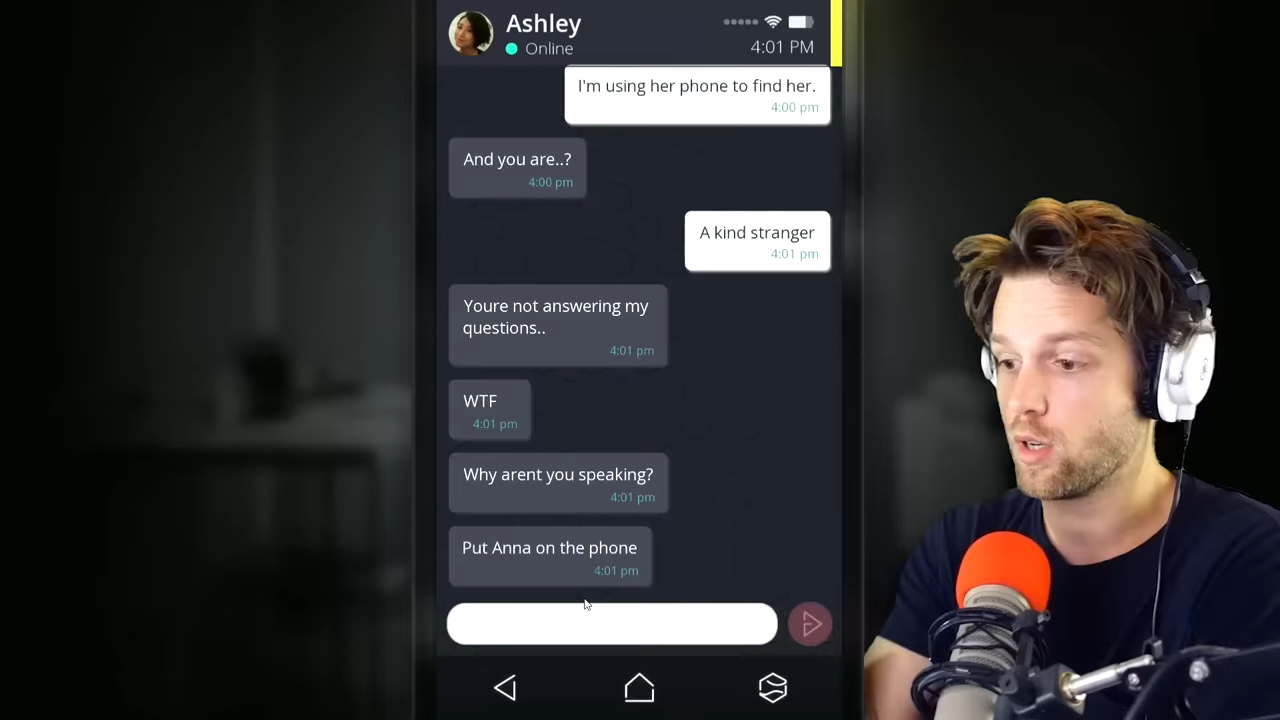 Ashley
Online
4:01 PM
I'm using her phone to find her.
4:00 pm
And you are..?
4:00 pm
A kind stranger
4:01 pm
Youre not answering my
questions..
4:01 pm
WTF
4:01 pm
Why arent you speaking?
4:01 pm
Put Anna on the phone
4:01 pm